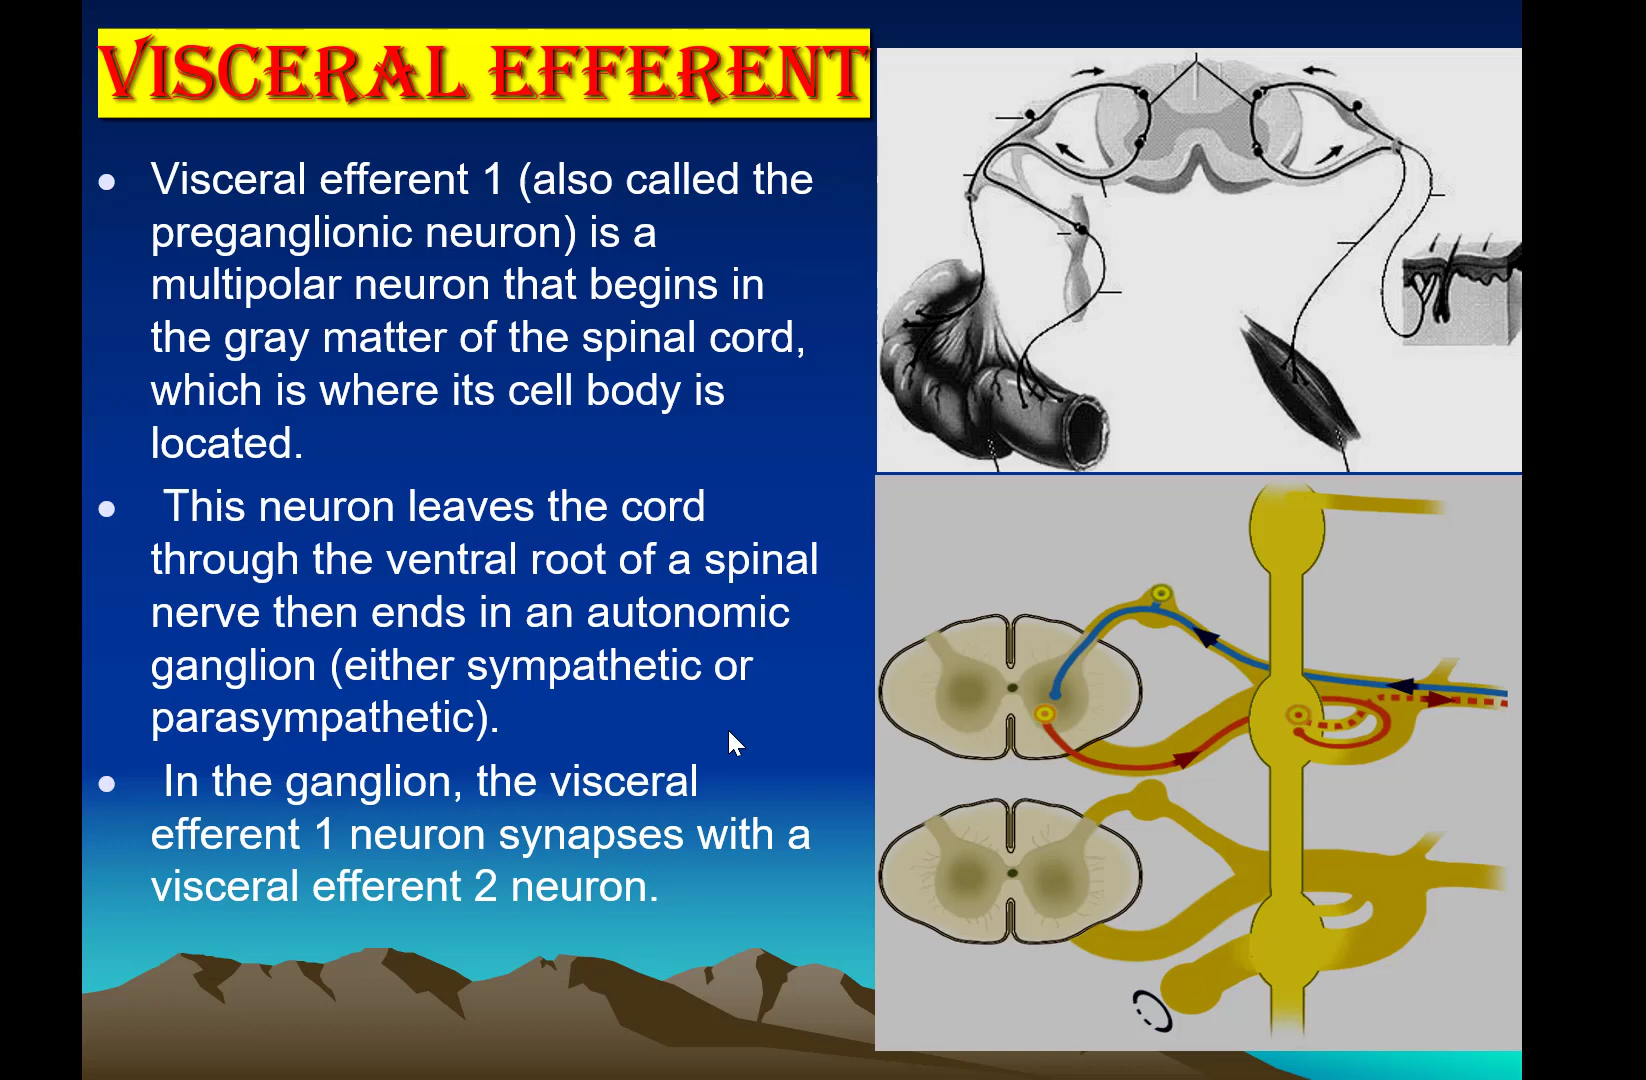 VISCERAL EFFERENT
• Visceral efferent 1 (also called the
preganglionic neuron) is a
multipolar neuron that begins in
the gray matter of the spinal cord,
which is where its cell body is
located.
• This neuron leaves the cord
through the ventral root of a spinal
nerve then ends in an autonomic
ganglion (either sympathetic or
parasympathetic).
• In the ganglion, the visceral
efferent 1 neuron synapses with a
visceral efferent 2 neuron.